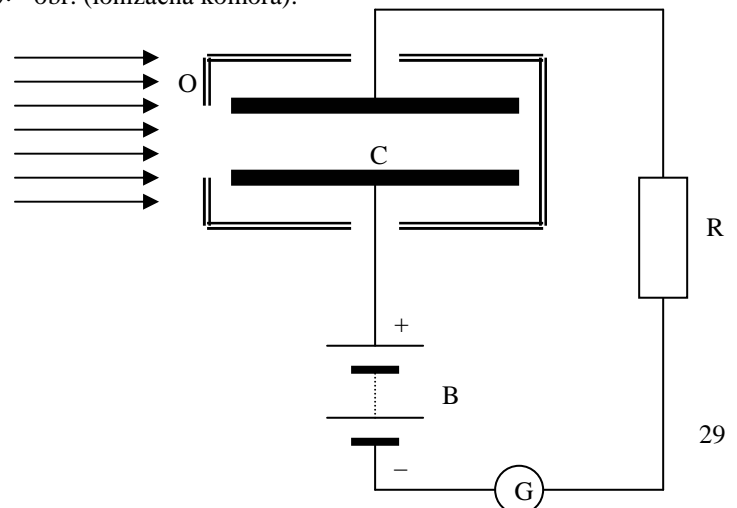 obr. (ionizačná komora).
O
C
R
+
B
29
–
G